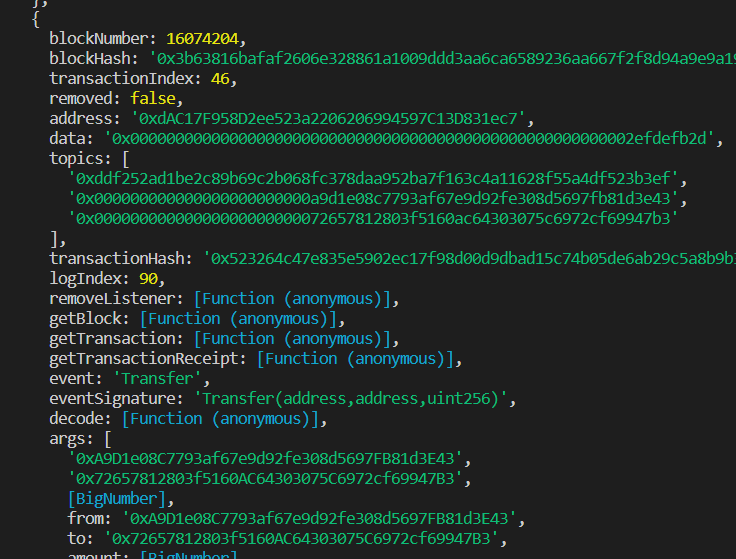 },
{
blockNumber: 16074204,
blockHash: '0x3b63816bafaf2606e328861a1009ddd3aa6ca6589236aa667f2f8d94a9e9a19
transactionIndex: 46,
removed: false,
address: '0xdAC17F958D2ee523a2206206994597C13D831ec7',
data: '0x00000000000000000000000000000000000000000000000000000002efdefb2d',
topics: [
'0xddf252ad1be2c89b69c2b068fc378daa952ba7f163c4a11628f55a4df523b3ef',
'0x000000000000000000000000a9d1e08c7793af67e9d92fe308d5697fb81d3e43',
'0x00000000000000000000000072657812803f5160ac64303075c6972cf69947b3'
],
transactionHash: '0x523264c47e835e5902ec17f98d00d9dbad15c74b05de6ab29c5a8b9b
logIndex: 90,
removeListener: [Function (anonymous)],
getBlock: [Function (anonymous)],
getTransaction: [Function (anonymous)],
getTransactionReceipt: [Function (anonymous)],
event: 'Transfer',
eventSignature: 'Transfer(address,address,uint256)',
decode: [Function (anonymous)],
args: [
'0xA9D1e08C7793af67e9d92fe308d5697FB81d3E43',
'0x72657812803f5160AC64303075C6972cf69947B3',
[BigNumber],
from: '0xA9D1e08C7793af67e9d92fe308d5697FB81d3E43',
to: '0x72657812803f5160AC64303075C6972cf69947B3',
amount: [BigNumber]